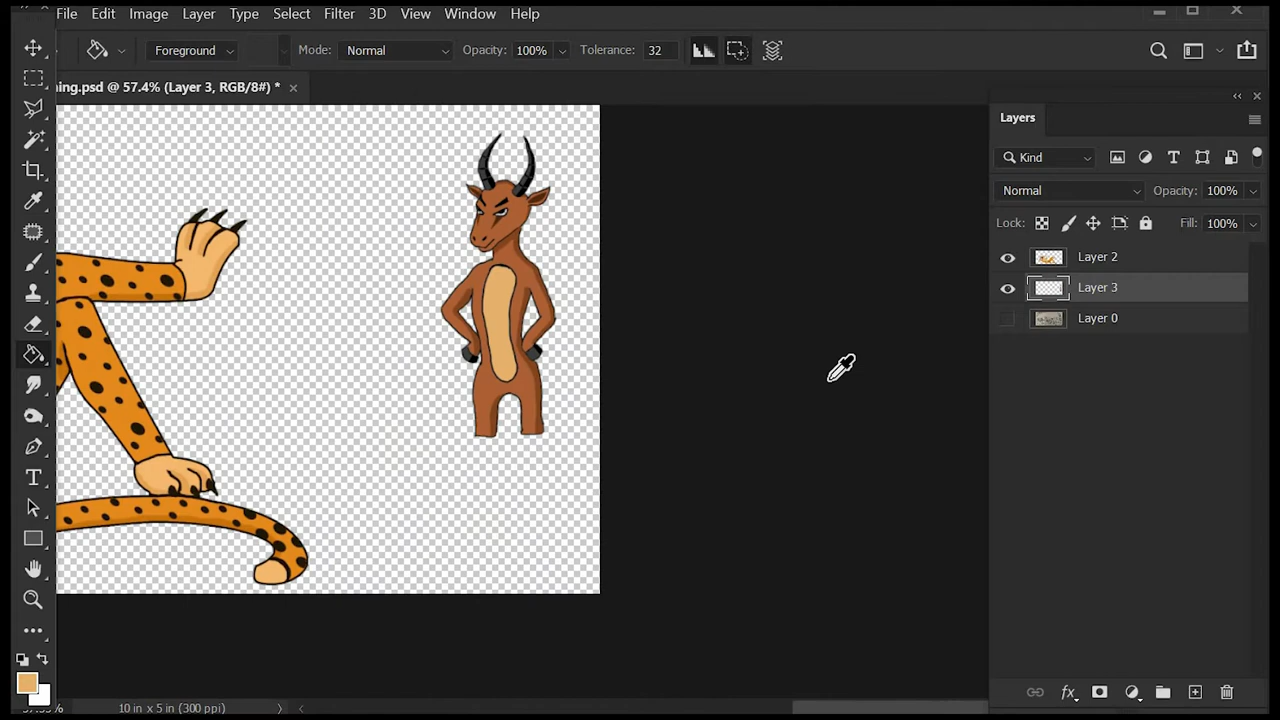 File Edit Image Layer Type Select Filter 3D View Window Help
Foreground Mode: Normal Opacity: 100% Tolerance: 32
ing.psd @ 57.4% (Layer 3, RGB/8#) *
Layers
Kind
Normal Opacity: 100%
Lock: Fill: 100%
Layer 2
Layer 3
Layer 0
10 in x 5 in (300 ppi)